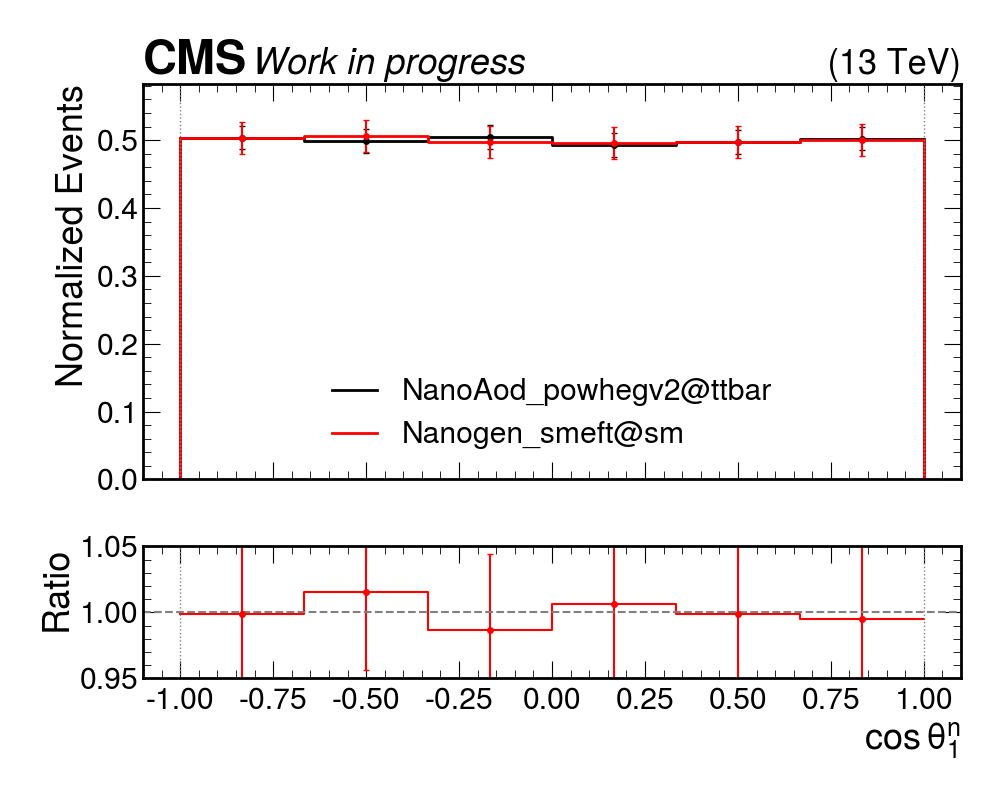 CMS Work in progress (13 TeV)
Normalized Events
0.5
0.4
0.3
0.2
0.1
0.0
NanoAod_powhegv2@ttbar
Nanogen_smeft@sm
Ratio
1.05
1.00
0.95
-1.00 -0.75 -0.50 -0.25 0.00 0.25 0.50 0.75 1.00
cos θ₁ⁿ